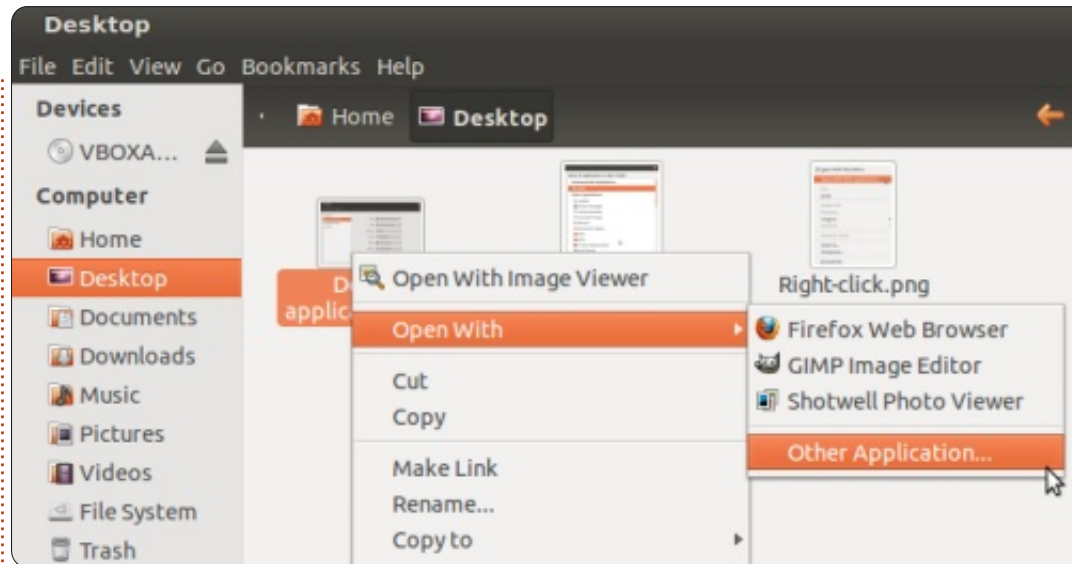 Desktop
File Edit View Go Bookmarks Help
Devices
VBOXA...
Computer
Home
Desktop
Documents
Downloads
Music
Pictures
Videos
File System
Trash
Home Desktop
Right-click.png
Open With Image Viewer
Open With
Cut
Copy
Make Link
Rename...
Copy to
Firefox Web Browser
GIMP Image Editor
Shotwell Photo Viewer
Other Application...